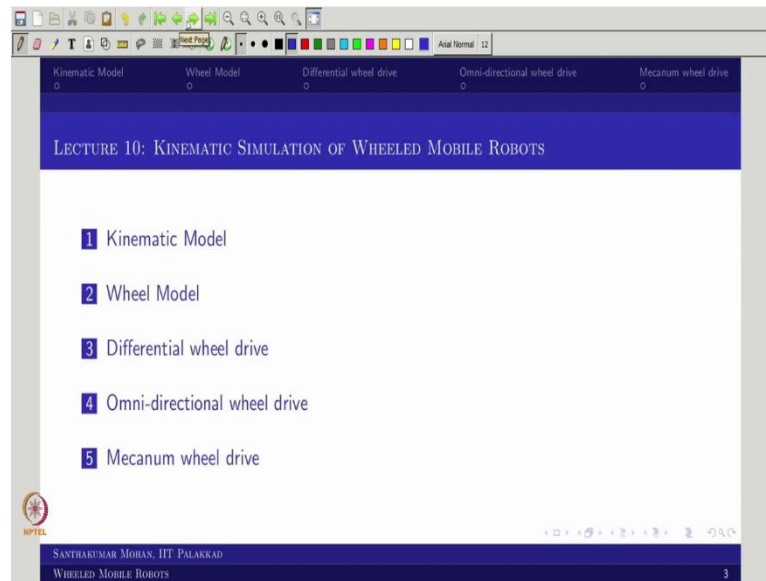 Next Page
T
Arial Normal 12
Kinematic Model Wheel Model Differential wheel drive Omni-directional wheel drive Mecanum wheel drive
LECTURE 10: KINEMATIC SIMULATION OF WHEELED MOBILE ROBOTS
1 Kinematic Model
2 Wheel Model
3 Differential wheel drive
4 Omni-directional wheel drive
5 Mecanum wheel drive
NPTEL
SANTHAKUMAR MOHAN, IIT PALAKKAD
WHEELED MOBILE ROBOTS 3